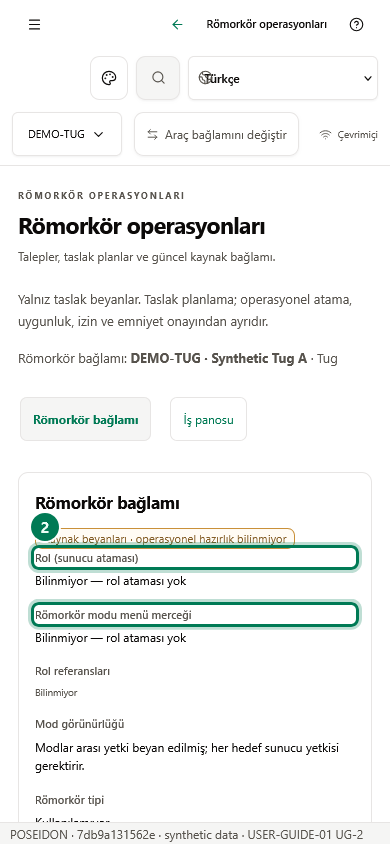 Römorkör operasyonları
Türkçe
DEMO-TUG
Araç bağlamını değiştir
Çevrimiçi
RÖMORKÖR OPERASYONLARI
Römorkör operasyonları
Talepler, taslak planlar ve güncel kaynak bağlamı.
Yalnız taslak beyanlar. Taslak planlama; operasyonel atama,
uygunluk, izin ve emniyet onayından ayrıdır.
Römorkör bağlamı: DEMO-TUG · Synthetic Tug A · Tug
Römorkör bağlamı
İş panosu
Römorkör bağlamı
2
beyanları · operasyonel hazırlık bilinmiyor
Rol (sunucu ataması)
Bilinmiyor — rol ataması yok
Römorkör modu menü merceği
Bilinmiyor — rol ataması yok
Rol referansları
Bilinmiyor
Mod görünürlüğü
Modlar arası yetki beyan edilmiş; her hedef sunucu yetkisi
gerektirir.
Römorkör tipi
POSEIDON · 7db9a131562e · synthetic data · USER-GUIDE-01 UG-2